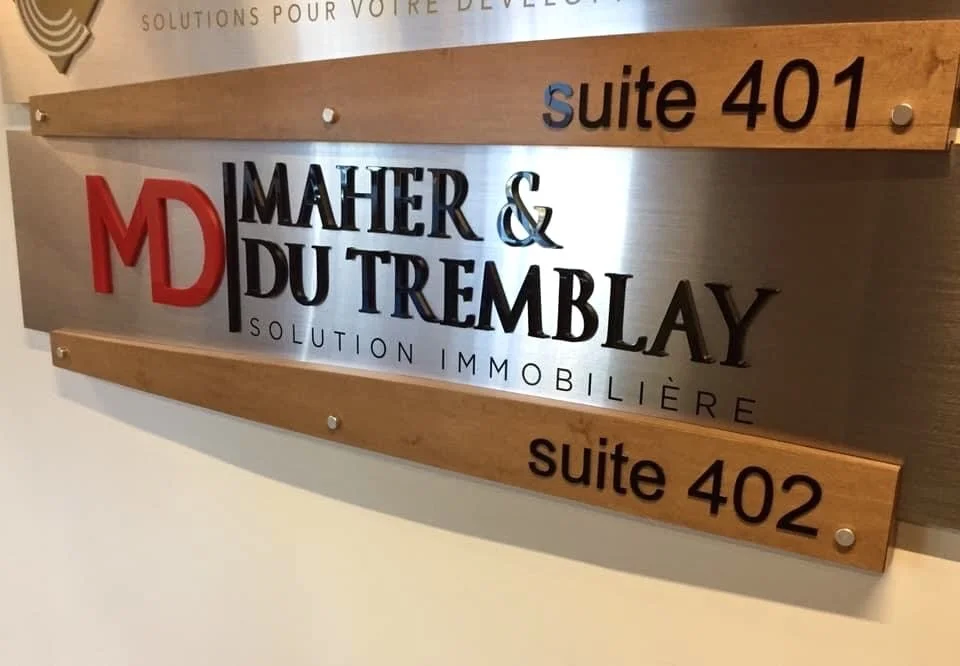 SOLUTIONS POUR VOTRE
suite 401
MD
MAHER &
DU TREMBLAY
SOLUTION IMMOBILIÈRE
suite 402